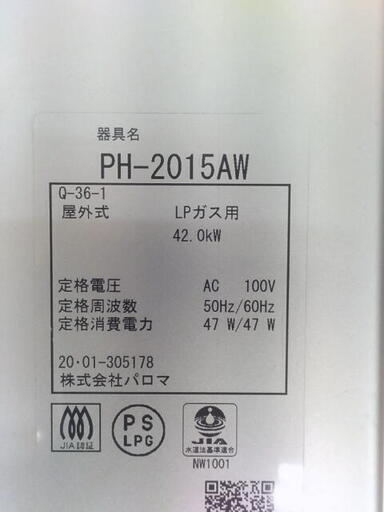 器具名
PH-2015AW
Q-36-1
屋外式 LPガス用
42.0kW
定格電圧 AC 100V
定格周波数 50Hz/60Hz
定格消費電力 47 W/47 W
20・01-305178
株式会社パロマ
JIA認証
PS
LPG
JIA
水道法基準適合
NW1001